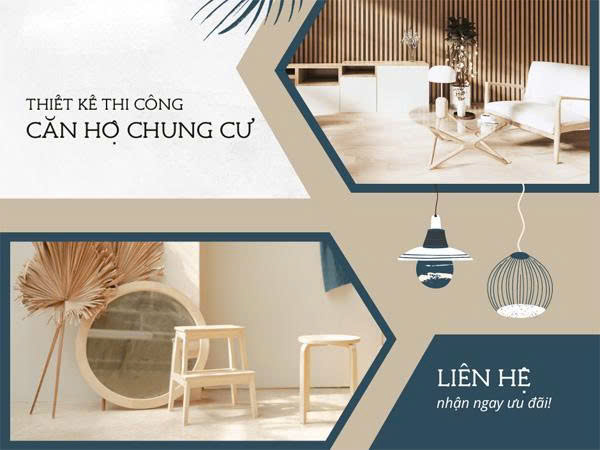 THIẾT KẾ THI CÔNG
CĂN HỘ CHUNG CƯ
LIÊN HỆ
nhận ngay ưu đãi!